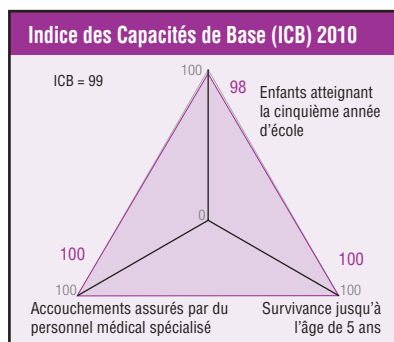 Indice des Capacités de Base (ICB) 2010
ICB = 99
100
98
Enfants atteignant
la cinquième année
d'école
0
100
100
100
100
Accouchements assurés par du
personnel médical spécialisé
Survivance jusqu'à
l'âge de 5 ans